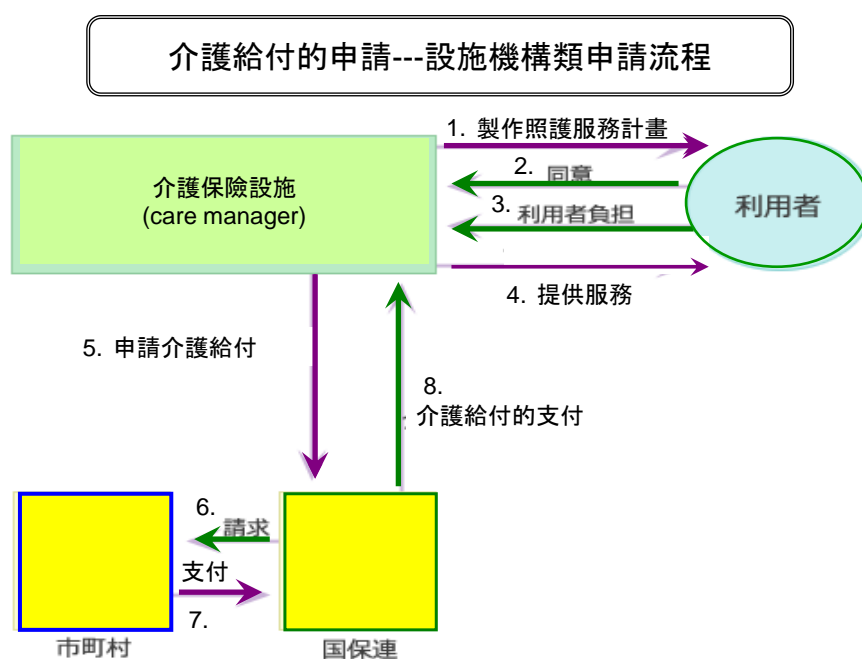 介護給付的申請---設施機構類申請流程
1. 製作照護服務計畫
介護保險設施
(care manager)
2. 同意
3. 利用者負担
利用者
4. 提供服務
5. 申請介護給付
8.
介護給付的支付
6. 請求
支付
7.
市町村
国保連